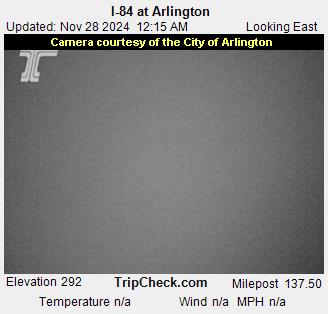 I-84 at Arlington
Updated: Nov 28 2024 12:15 AM Looking East
Camera courtesy of the City of Arlington
Elevation 292 TripCheck.com Milepost 137.50
Temperature n/a Wind n/a MPH n/a